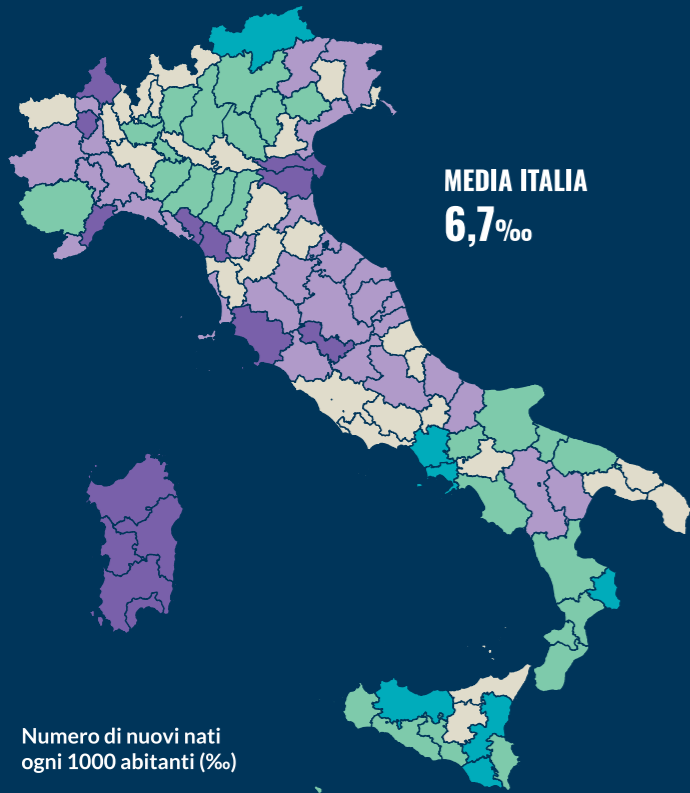 MEDIA ITALIA
6,7‰
Numero di nuovi nati
ogni 1000 abitanti (‰)